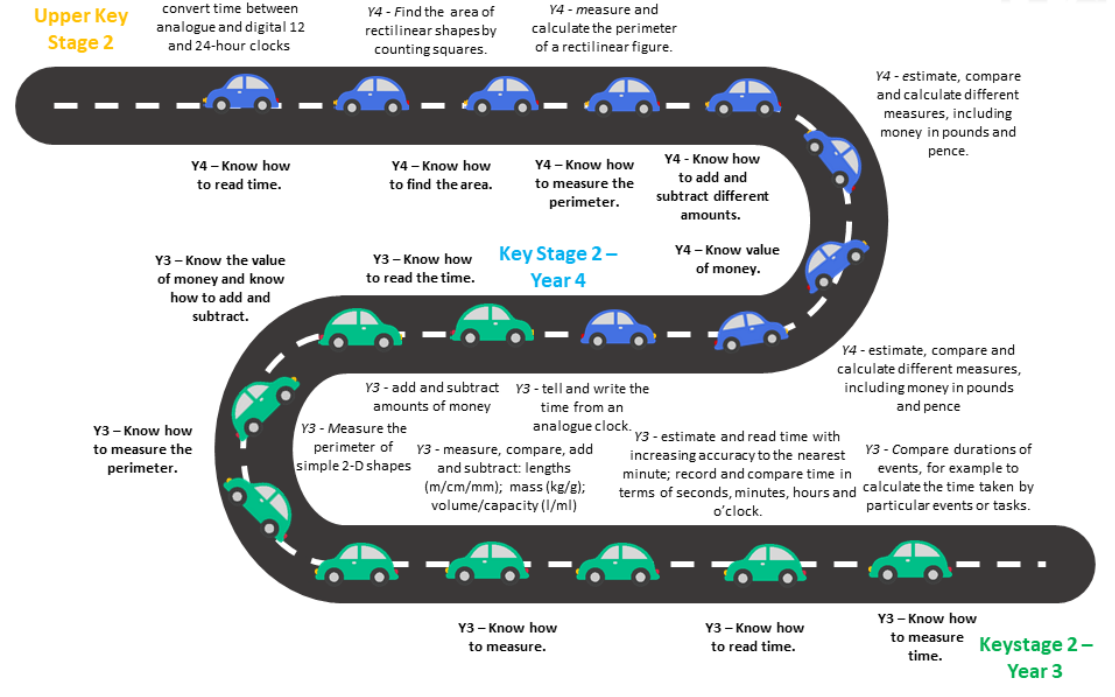 Upper Key
Stage 2
convert time between
analogue and digital 12
and 24-hour clocks
Y4 - Find the area of
rectilinear shapes by
counting squares.
Y4 - measure and
calculate the perimeter
of a rectilinear figure.
Y4 - estimate, compare
and calculate different
measures, including
money in pounds and
pence.
Y4 – Know how
to read time.
Y4 – Know how
to find the area.
Y4 – Know how
to measure the
perimeter.
Y4 - Know how
to add and
subtract different
amounts.
Y3 – Know the value
of money and know
how to add and
subtract.
Y3 – Know how
to read the time.
Key Stage 2 –
Year 4
Y4 – Know value
of money.
Y4 - estimate, compare and
calculate different measures,
including money in pounds
and pence
Y3 - add and subtract
amounts of money
Y3 - tell and write the
time from an
analogue clock.
Y3 – Know how
to measure the
perimeter.
Y3 - Measure the
perimeter of
simple 2-D shapes
Y3 - measure, compare, add
and subtract: lengths
(m/cm/mm); mass (kg/g);
volume/capacity (l/ml)
Y3 - estimate and read time with
increasing accuracy to the nearest
minute; record and compare time in
terms of seconds, minutes, hours and
o’clock.
Y3 - Compare durations of
events, for example to
calculate the time taken by
particular events or tasks.
Y3 – Know how
to measure.
Y3 – Know how
to read time.
Y3 – Know how
to measure
time.
Keystage 2 –
Year 3